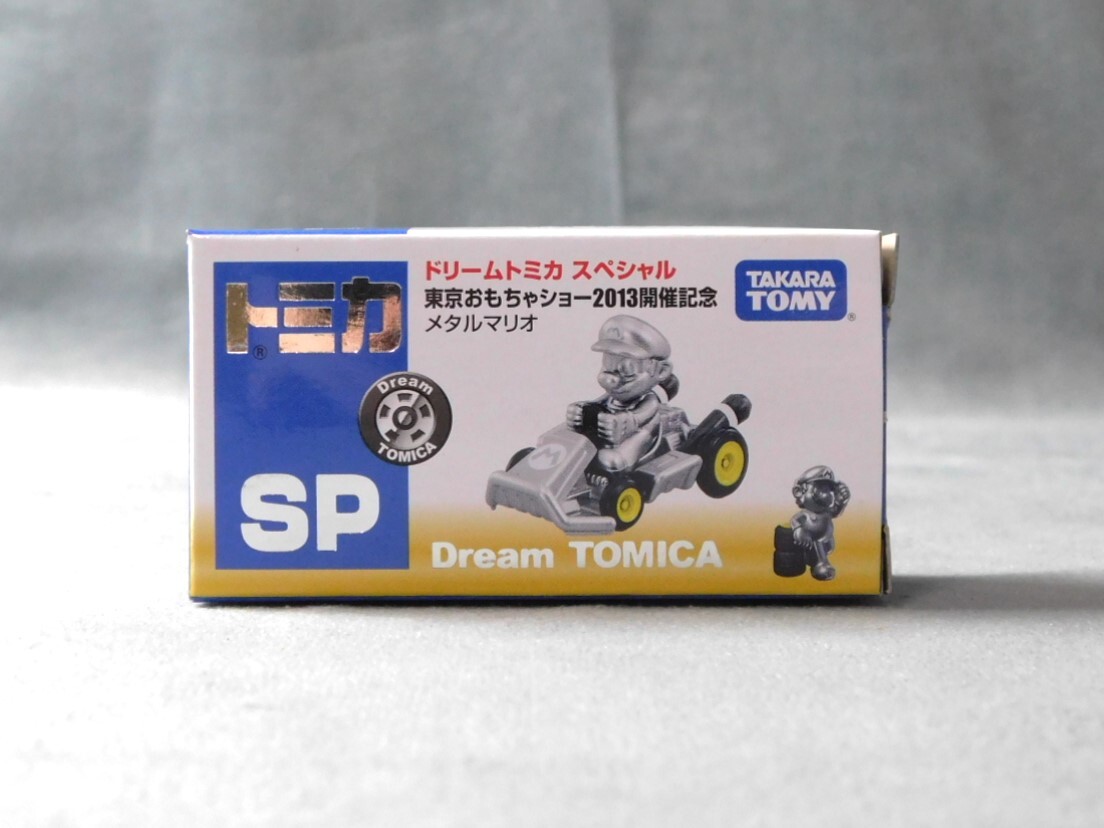 トミカ
®
Dream
TOMICA
SP
ドリームトミカ スペシャル
東京おもちゃショー2013開催記念
メタルマリオ
TAKARA
TOMY
®
M
M
Dream TOMICA